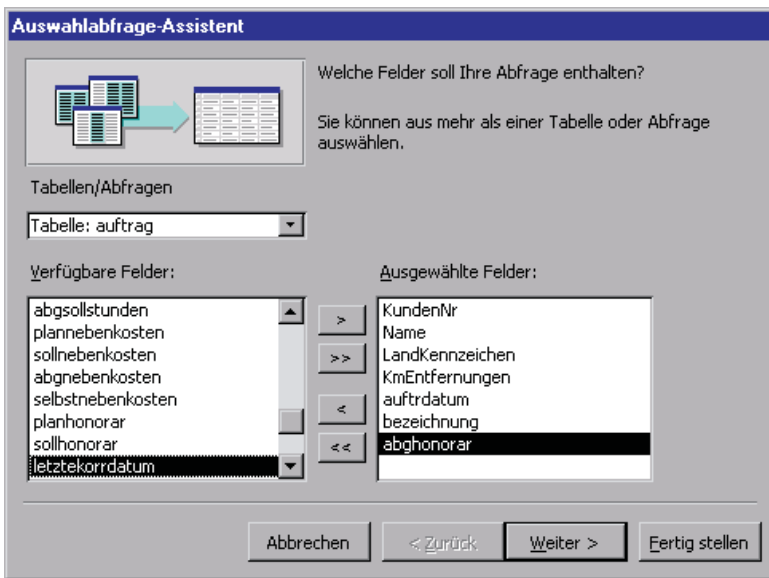 Auswahlabfrage-Assistent
Welche Felder soll Ihre Abfrage enthalten?
Sie können aus mehr als einer Tabelle oder Abfrage
auswählen.
Tabellen/Abfragen
Tabelle: auftrag
Verfügbare Felder:
abgsollstunden
plannebenkosten
sollnebenkosten
abgnebenkosten
selbstnebenkosten
planhonorar
sollhonorar
letztekorrdatum
>
>>
<
<<
Ausgewählte Felder:
KundenNr
Name
LandKennzeichen
KmEntfernungen
auftrdatum
bezeichnung
abghonorar
Abbrechen
< Zurück
Weiter >
Fertig stellen